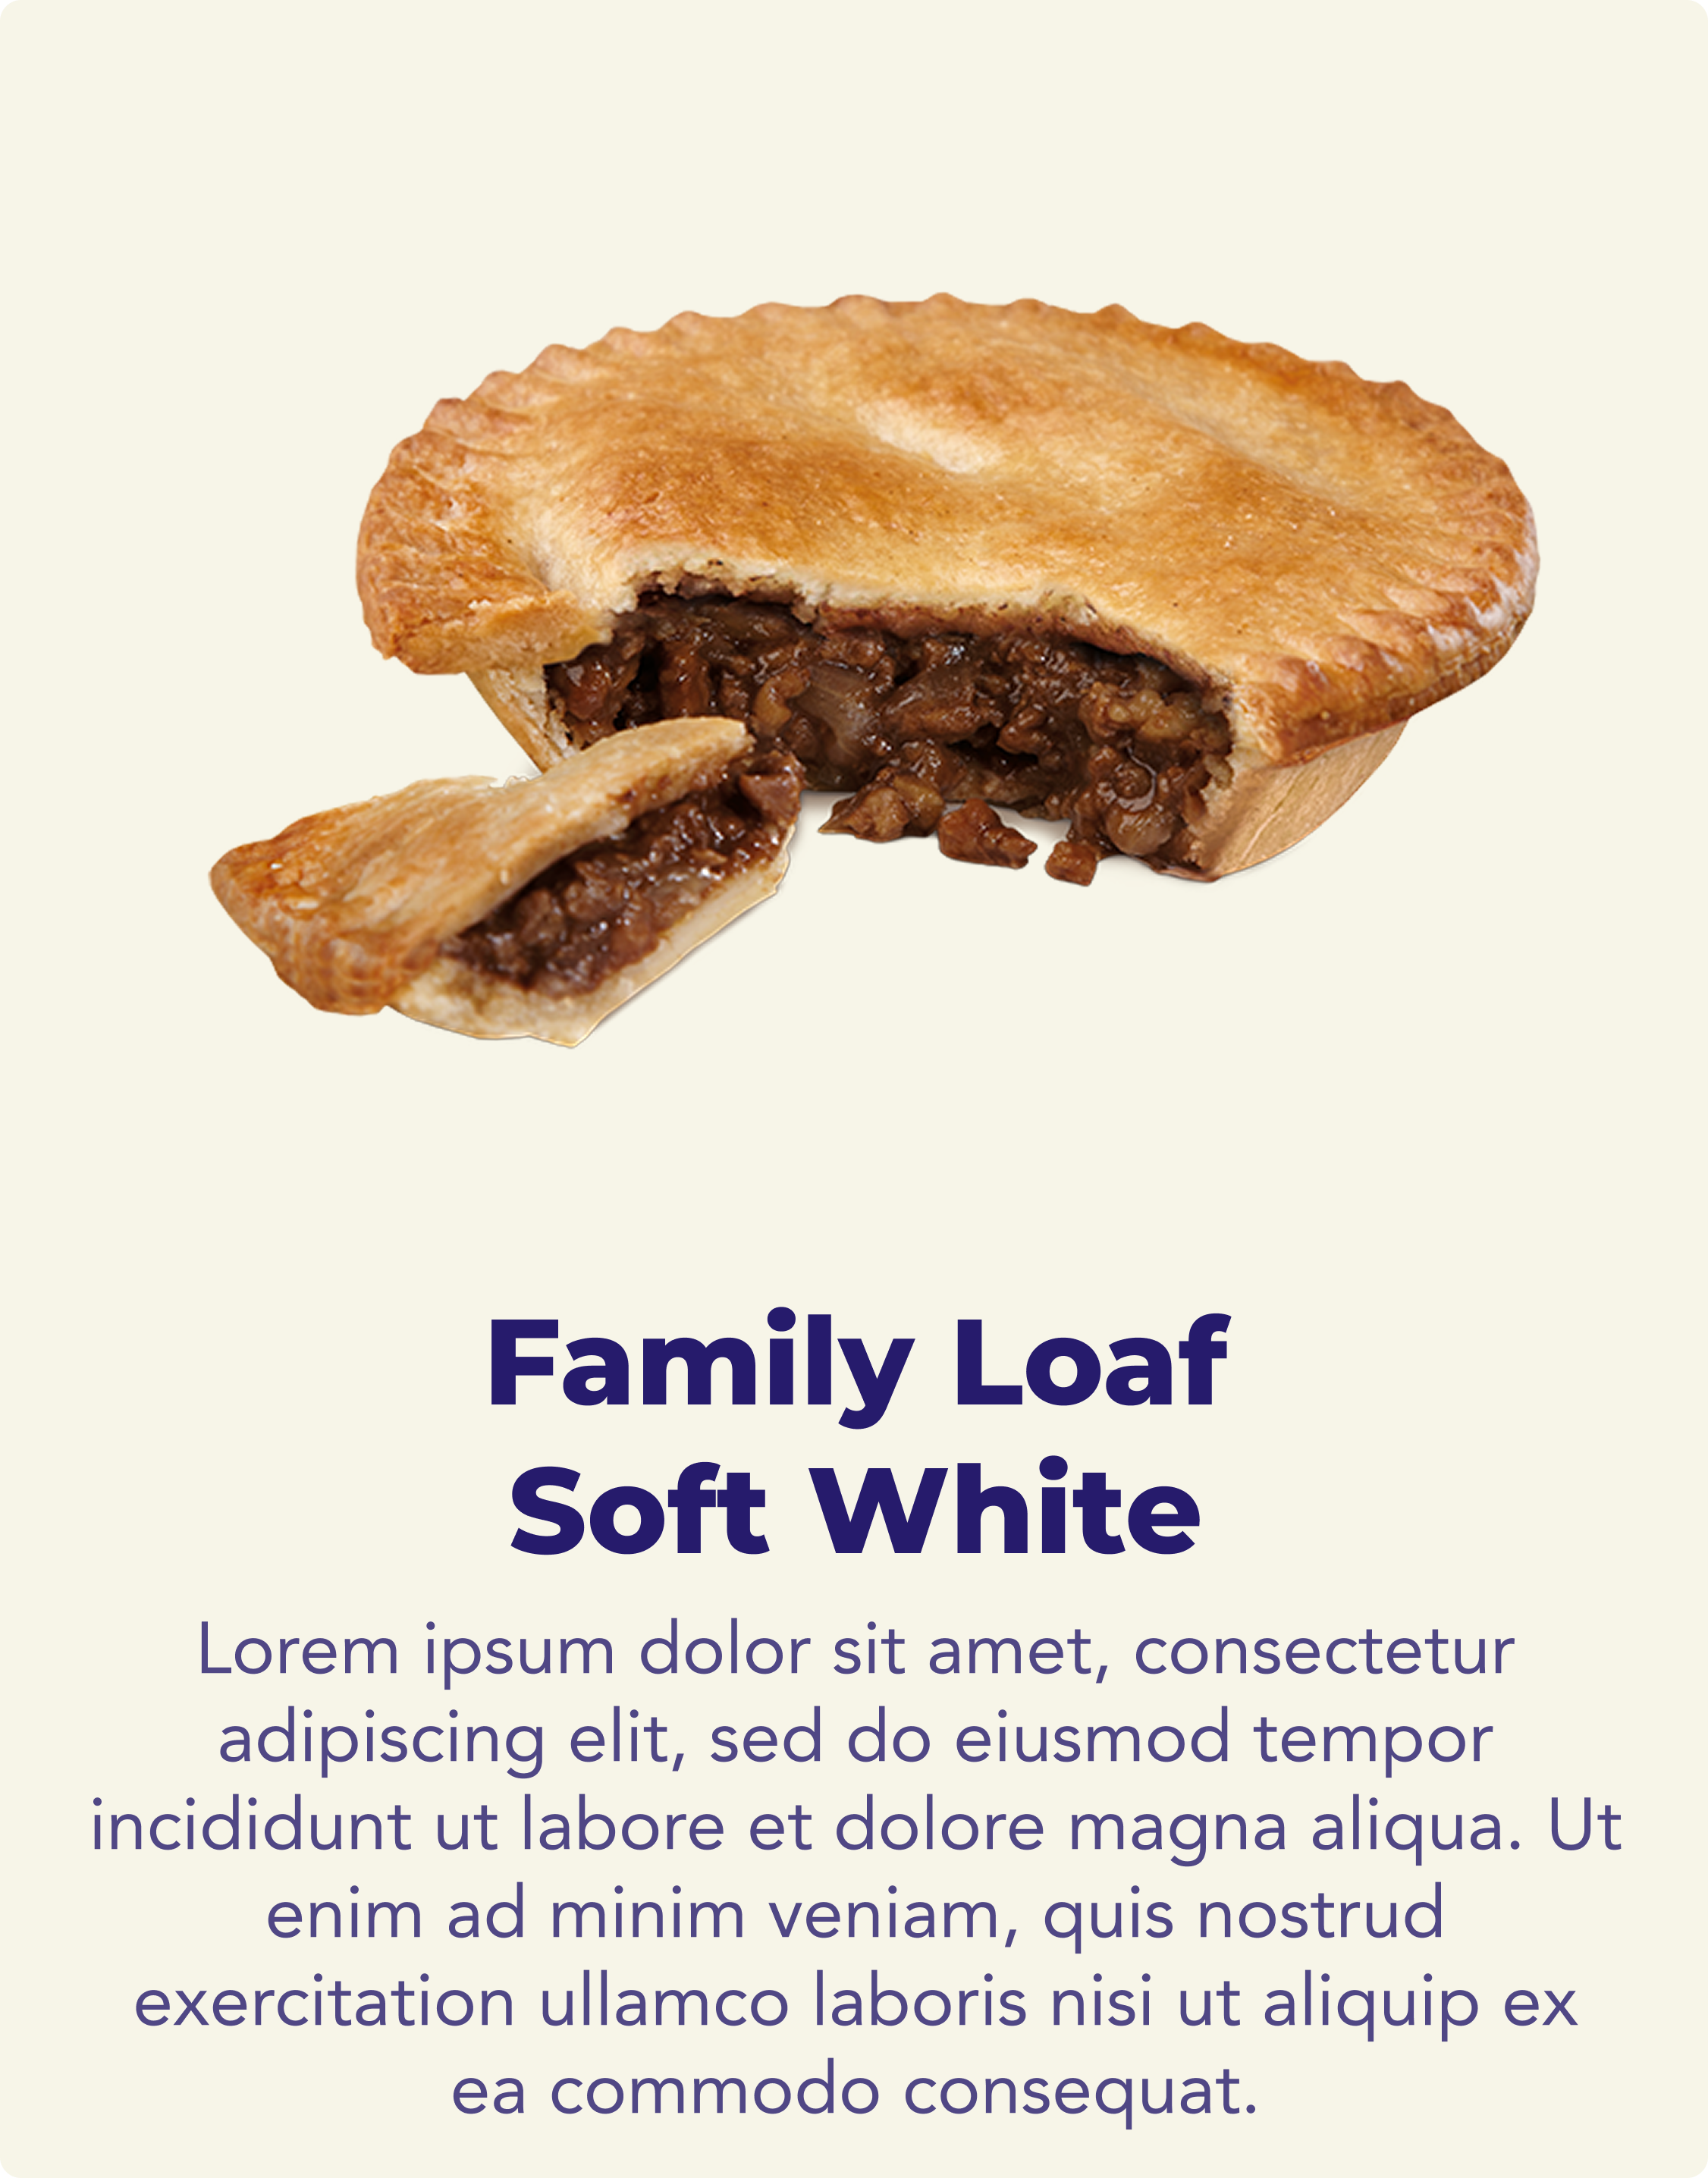 Family Loaf
Soft White
Lorem ipsum dolor sit amet, consectetur
adipiscing elit, sed do eiusmod tempor
incididunt ut labore et dolore magna aliqua. Ut
enim ad minim veniam, quis nostrud
exercitation ullamco laboris nisi ut aliquip ex
ea commodo consequat.